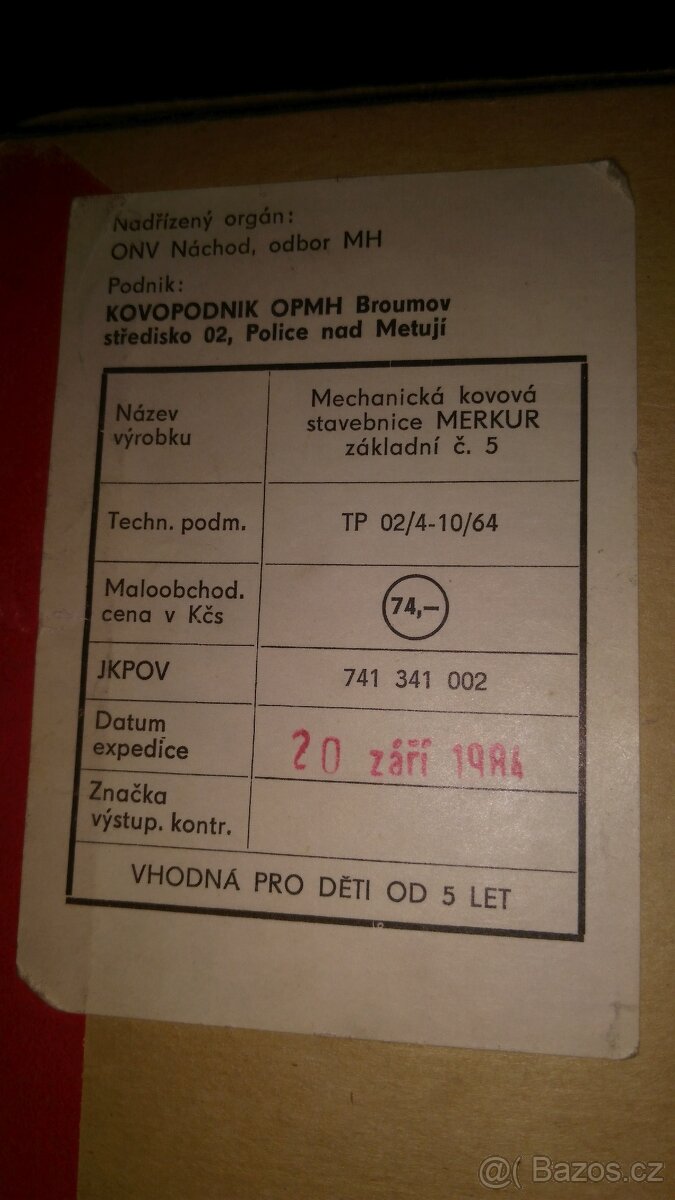 Nadřízený orgán:
ONV Náchod, odbor MH
Podnik:
KOVOPODNIK OPMH Broumov
středisko 02, Police nad Metují
Název
výrobku
Mechanická kovová
stavebnice MERKUR
základní č. 5
Techn. podm.
TP 02/4-10/64
Maloobchod.
cena v Kčs
74,–
JKPOV
741 341 002
Datum
expedice
20 září 1984
Značka
výstup. kontr.
VHODNÁ PRO DĚTI OD 5 LET
@( Bazos.cz